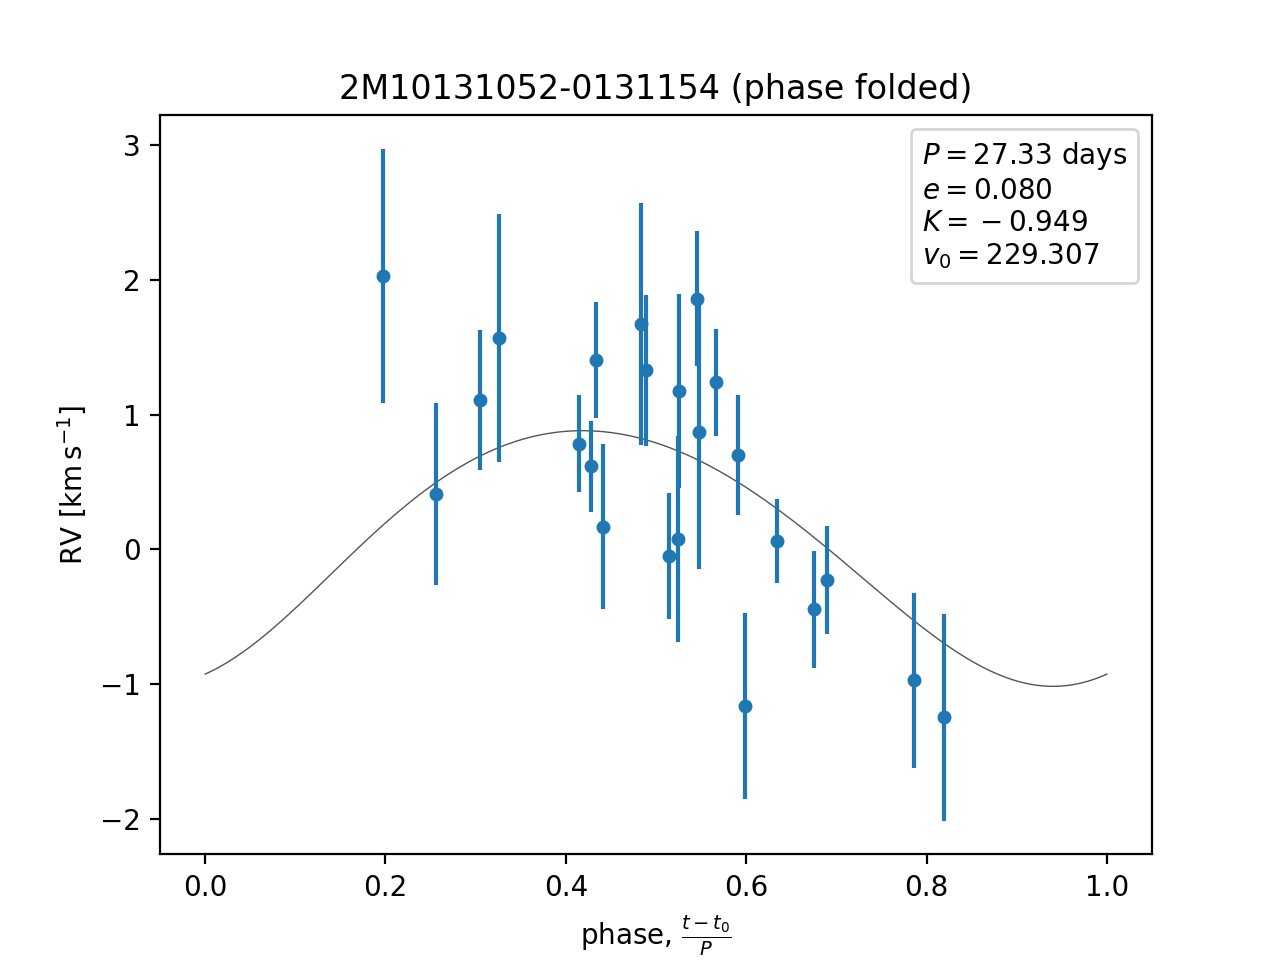 2M10131052-0131154 (phase folded)
P = 27.33 days
e = 0.080
K = −0.949
v₀ = 229.307
RV [km s⁻¹]
3
2
1
0
−1
−2
0.0 0.2 0.4 0.6 0.8 1.0
phase, (t − t₀)/P